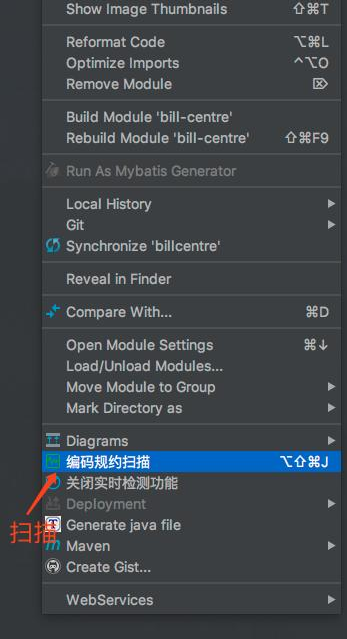 Show Image Thumbnails ⇧⌘T
Reformat Code ⌥⌘L
Optimize Imports ^⌥O
Remove Module ⌦
Build Module 'bill-centre'
Rebuild Module 'bill-centre' ⇧⌘F9
Run As Mybatis Generator
Local History
Git
Synchronize 'billcentre'
Reveal in Finder
Compare With... ⌘D
Open Module Settings ⌘↓
Load/Unload Modules...
Move Module to Group
Mark Directory as
Diagrams
编码规约扫描 ⌥⇧⌘J
关闭实时检测功能
Deployment
扫描
Generate java file
Maven
Create Gist...
WebServices